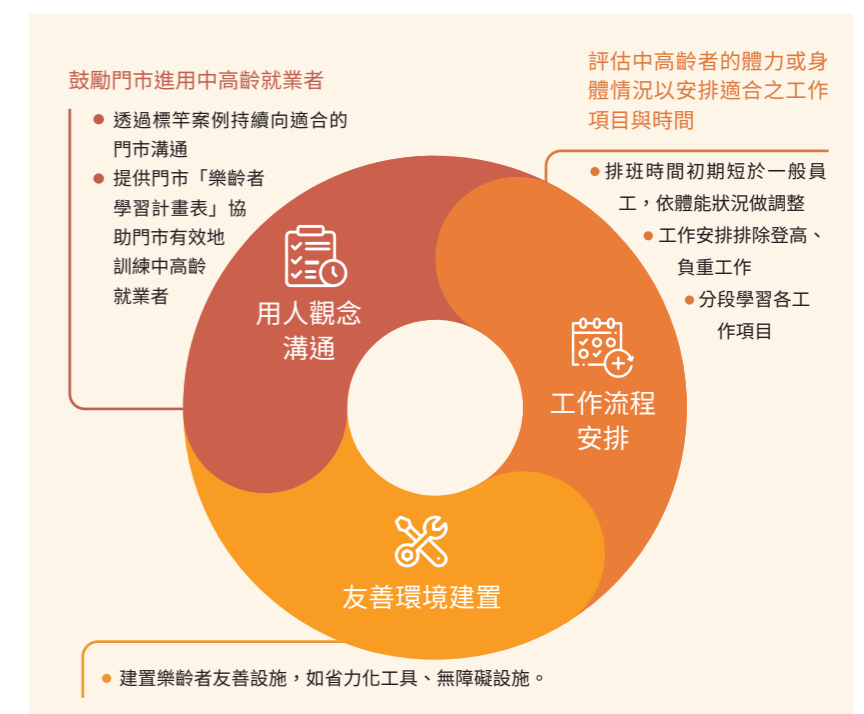 鼓勵門市進用中高齡就業者
透過標竿案例持續向適合的
門市溝通
提供門市「樂齡者
學習計畫表」協
助門市有效地
訓練中高齡
就業者
用人觀念
溝通
評估中高齡者的體力或身
體情況以安排適合之工作
項目與時間
排班時間初期短於一般員
工，依體能狀況做調整
工作安排排除登高、
負重工作
分段學習各工
作項目
工作流程
安排
友善環境建置
建置樂齡者友善設施，如省力化工具、無障礙設施。